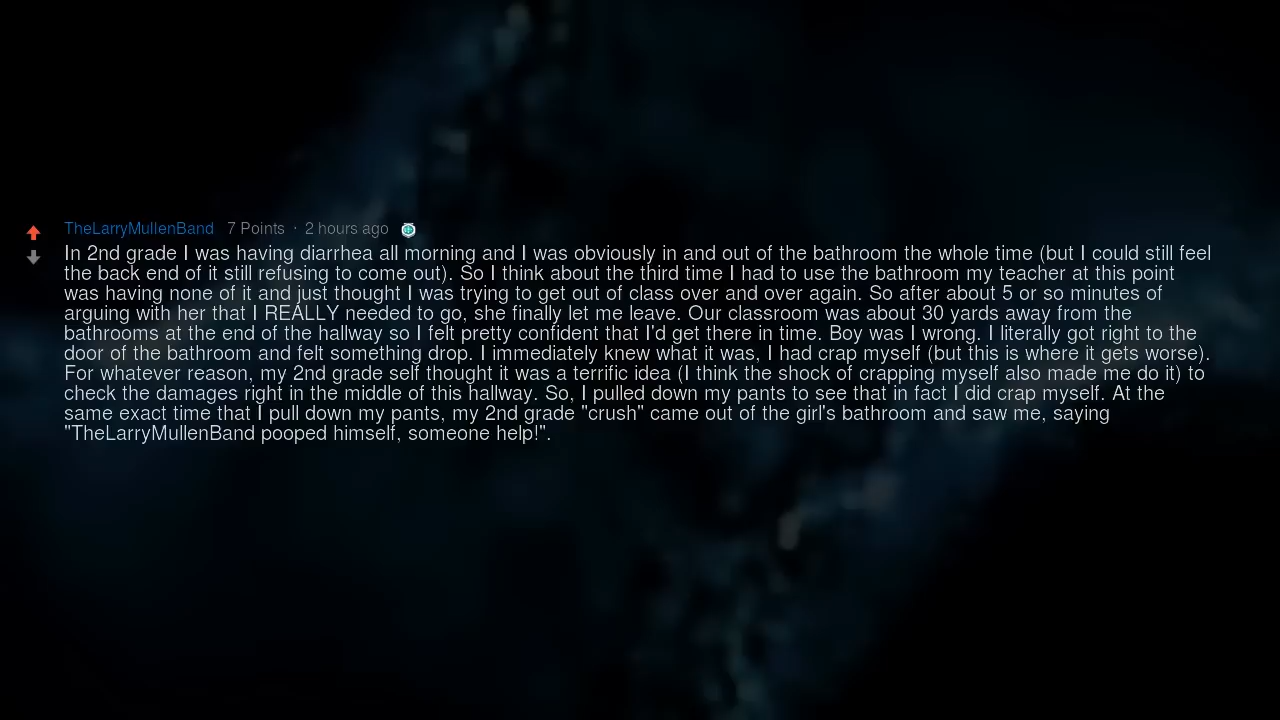 TheLarryMullenBand 7 Points · 2 hours ago
In 2nd grade I was having diarrhea all morning and I was obviously in and out of the bathroom the whole time (but I could still feel
the back end of it still refusing to come out). So I think about the third time I had to use the bathroom my teacher at this point
was having none of it and just thought I was trying to get out of class over and over again. So after about 5 or so minutes of
arguing with her that I REALLY needed to go, she finally let me leave. Our classroom was about 30 yards away from the
bathrooms at the end of the hallway so I felt pretty confident that I'd get there in time. Boy was I wrong. I literally got right to the
door of the bathroom and felt something drop. I immediately knew what it was, I had crap myself (but this is where it gets worse).
For whatever reason, my 2nd grade self thought it was a terrific idea (I think the shock of crapping myself also made me do it) to
check the damages right in the middle of this hallway. So, I pulled down my pants to see that in fact I did crap myself. At the
same exact time that I pull down my pants, my 2nd grade "crush" came out of the girl's bathroom and saw me, saying
"TheLarryMullenBand pooped himself, someone help!".